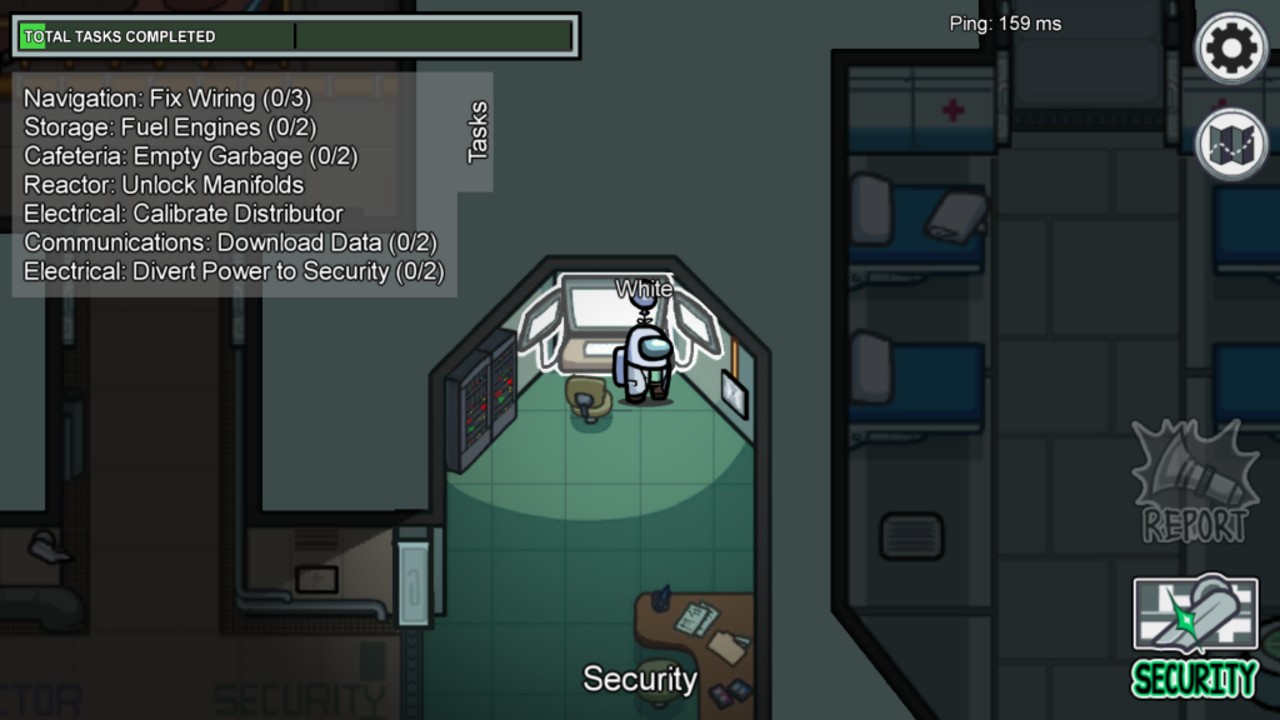 TOTAL TASKS COMPLETED
Ping: 159 ms
Navigation: Fix Wiring (0/3)
Storage: Fuel Engines (0/2)
Cafeteria: Empty Garbage (0/2)
Reactor: Unlock Manifolds
Electrical: Calibrate Distributor
Communications: Download Data (0/2)
Electrical: Divert Power to Security (0/2)
Tasks
White
REPORT
Security
SECURITY
CTOR
SECURITY